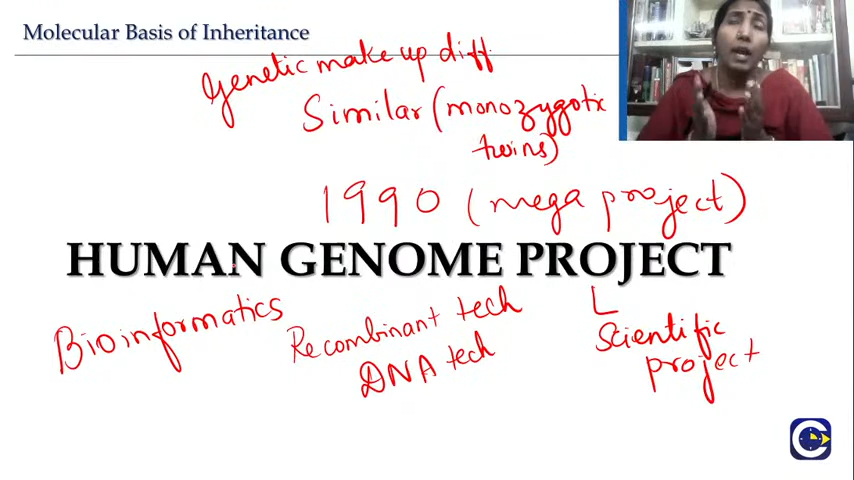 Molecular Basis of Inheritance
Genetic make up diff
Similar (monozygotic
twins)
1990 (mega project)
HUMAN GENOME PROJECT
Bioinformatics
Recombinant tech
DNA tech
Scientific
project